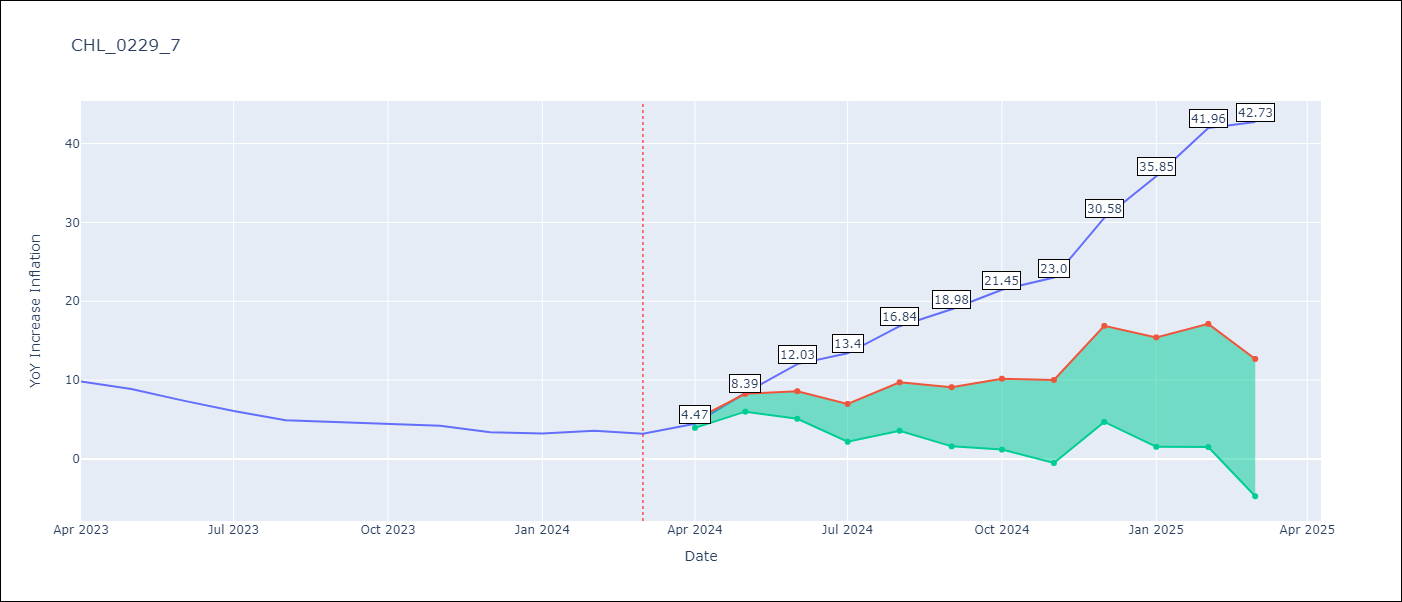 CHL_0229_7
YoY Increase Inflation
40
30
20
10
0
4.47
8.39
12.03
13.4
16.84
18.98
21.45
23.0
30.58
35.85
41.96
42.73
Apr 2023
Jul 2023
Oct 2023
Jan 2024
Apr 2024
Jul 2024
Oct 2024
Jan 2025
Apr 2025
Date